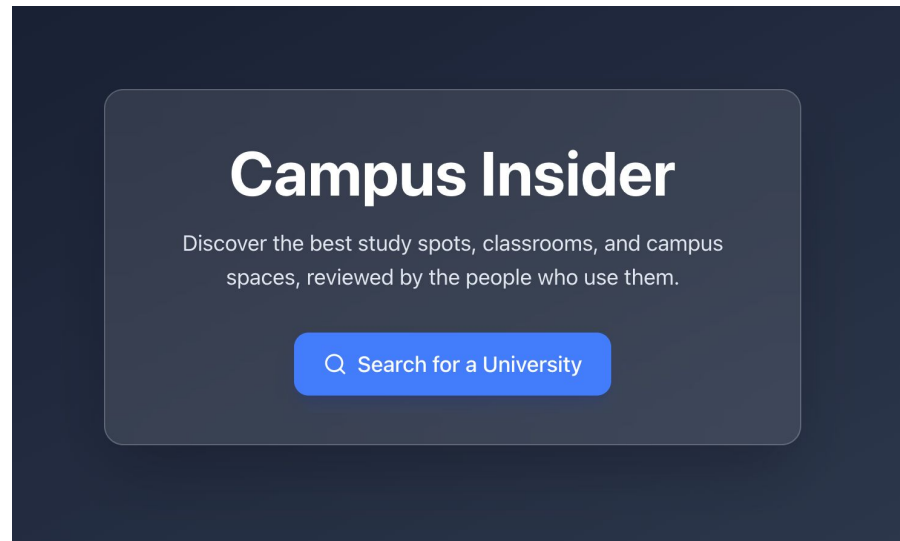 Campus Insider
Discover the best study spots, classrooms, and campus
spaces, reviewed by the people who use them.
Search for a University